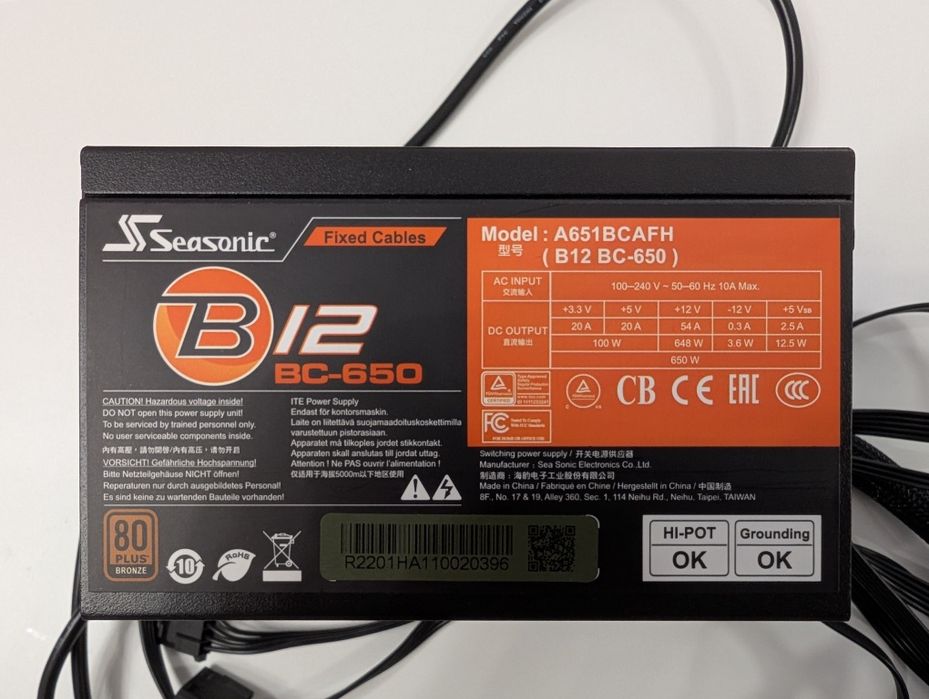 Seasonic®
Fixed Cables
B12
BC-650
Model : A651BCAFH
型号 ( B12 BC-650 )
AC INPUT 100–240 V ~ 50–60 Hz 10A Max.
交流输入
DC OUTPUT +3.3 V +5 V +12 V -12 V +5 VSB
直流输出 20 A 20 A 54 A 0.3 A 2.5 A
100 W 648 W 3.6 W 12.5 W
650 W
CB CE EAC CCC
FC
CAUTION! Hazardous voltage inside!
DO NOT open this power supply unit!
To be serviced by trained personnel only.
No user serviceable components inside.
內有高壓，請勿開啓/内有高压，请勿开启
VORSICHT! Gefährliche Hochspannung!
Bitte Netzteilgehäuse NICHT öffnen!
Reperaturen nur durch ausgebildetes Personal!
Es sind keine zu wartenden Bauteile vorhanden!
ITE Power Supply
Endast för kontorsmaskin.
Laite on liitettävä suojamaadoituskoskettimilla
varustettuun pistorasiaan.
Apparatet må tilkoples jordet stikkontakt.
Apparaten skall anslutas till jordat uttag.
Attention ! Ne PAS ouvrir l'alimentation !
仅适用于海拔5000m以下地区使用
Switching power supply / 开关电源供应器
Manufacturer : Sea Sonic Electronics Co.,Ltd.
制造商 : 海韵电子工业股份有限公司
Made in China / Fabriqué en Chine / Hergestellt in China / 中国制造
8F., No. 17 & 19, Alley 360, Sec. 1, 114 Neihu Rd., Neihu, Taipei, TAIWAN
80
PLUS®
BRONZE
10
RoHS
R2201HA110020396
HI-POT
OK
Grounding
OK